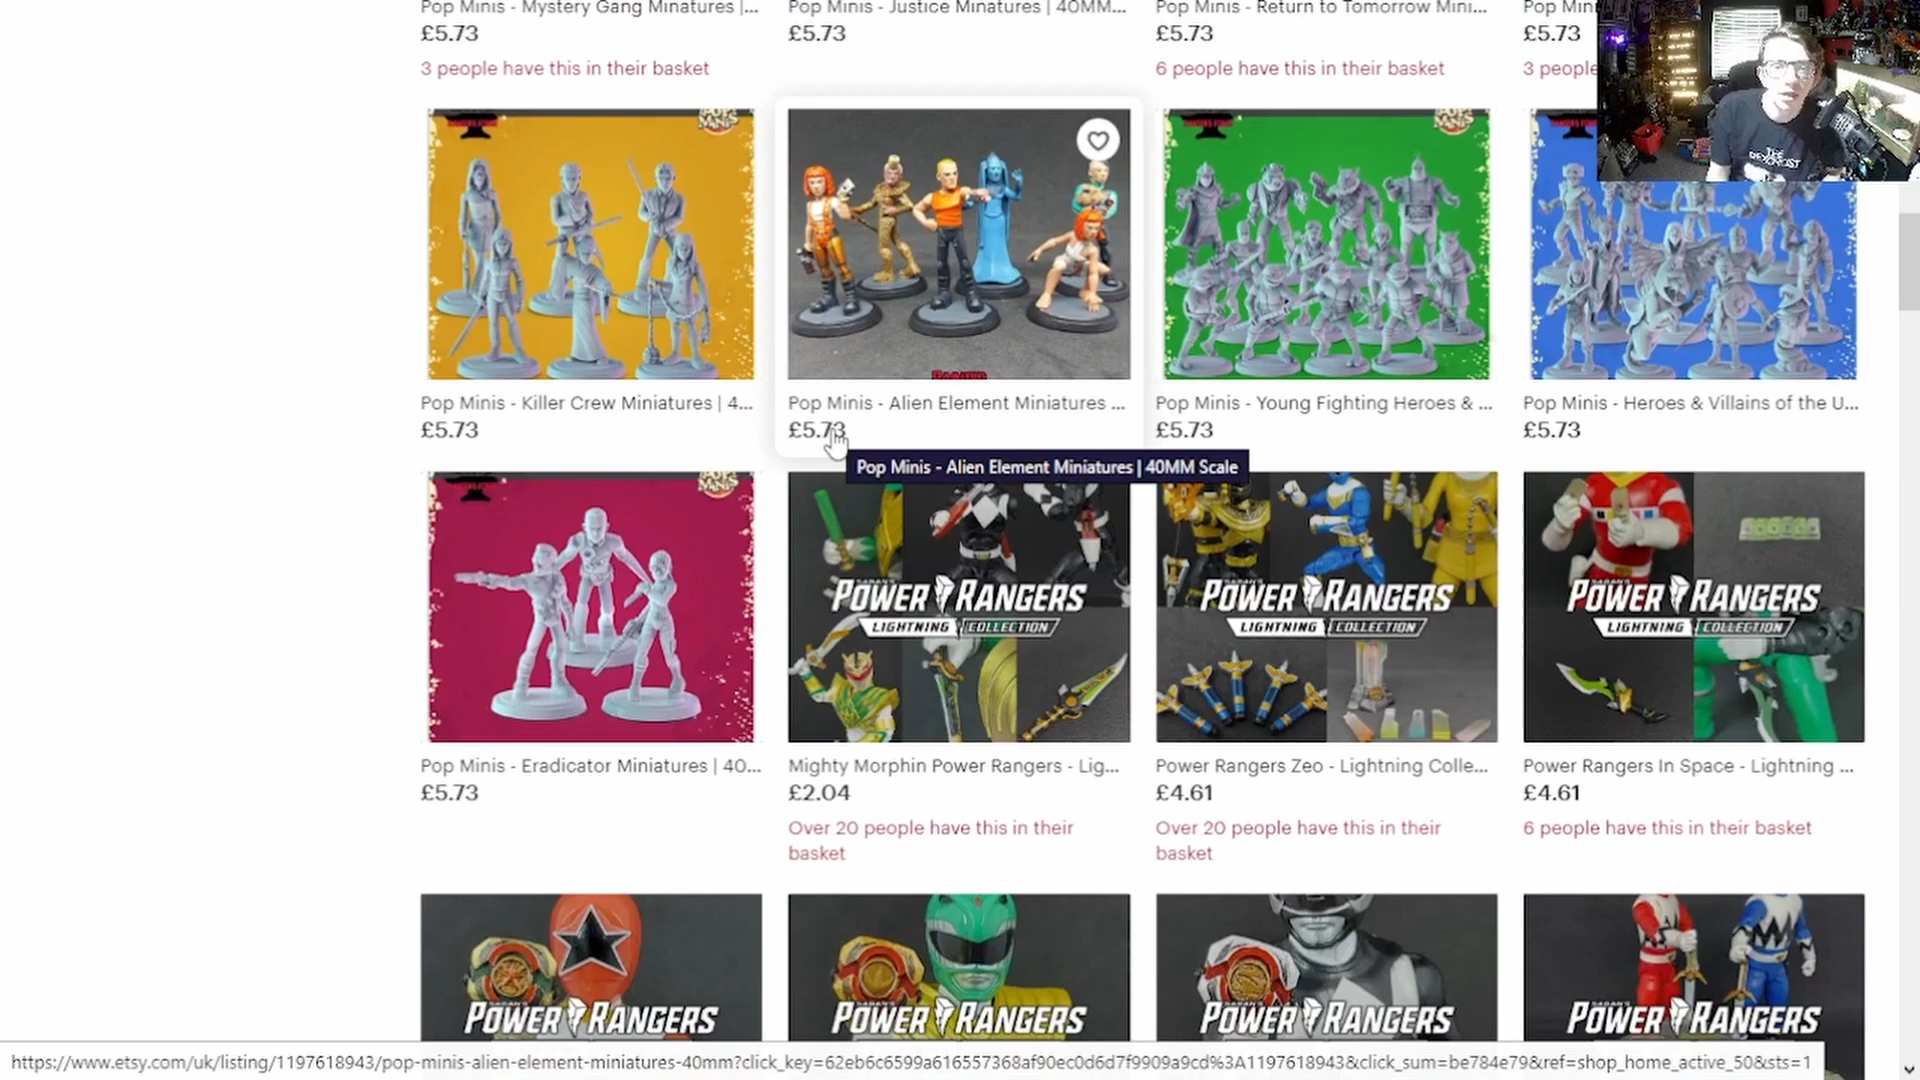 Pop Minis - Mystery Gang Minatures |...
Pop Minis - Justice Minatures | 40MM...
Pop Minis - Return to Tomorrow Mini...
Pop Min
£5.73
£5.73
£5.73
£5.73
3 people have this in their basket
6 people have this in their basket
3 people
THE
Pop Minis - Killer Crew Miniatures | 4...
Pop Minis - Alien Element Miniatures ...
Pop Minis - Young Fighting Heroes & ...
Pop Minis - Heroes & Villains of the U...
£5.73
£5.73
£5.73
£5.73
Pop Minis - Alien Element Miniatures | 40MM Scale
POWER RANGERS
LIGHTNING COLLECTION
POWER RANGERS
LIGHTNING COLLECTION
POWER RANGERS
LIGHTNING COLLECTION
Pop Minis - Eradicator Miniatures | 40...
Mighty Morphin Power Rangers - Lig...
Power Rangers Zeo - Lightning Colle...
Power Rangers In Space - Lightning ...
£5.73
£2.04
£4.61
£4.61
Over 20 people have this in their
basket
Over 20 people have this in their
basket
6 people have this in their basket
POWER RANGERS
POWER RANGERS
POWER RANGERS
POWER RANGERS
https://www.etsy.com/uk/listing/1197618943/pop-minis-alien-element-miniatures-40mm?click_key=62eb6c6599a616557368af90ec0d6d7f9909a9cd%3A1197618943&click_sum=be784e79&ref=shop_home_active_50&sts=1